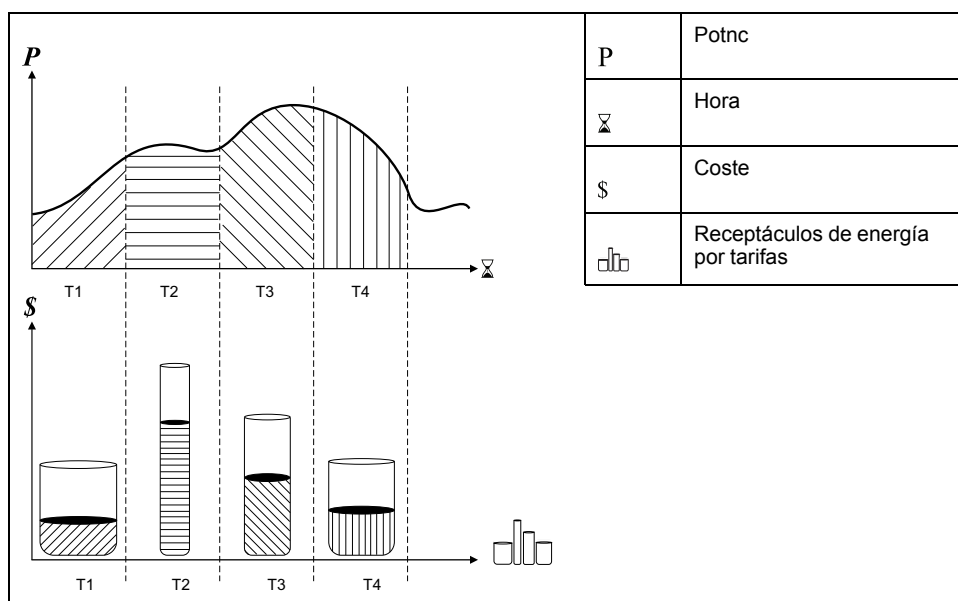 P
T1 T2 T3 T4
$
T1 T2 T3 T4
P Potnc
Hora
$ Coste
Receptáculos de energía
por tarifas